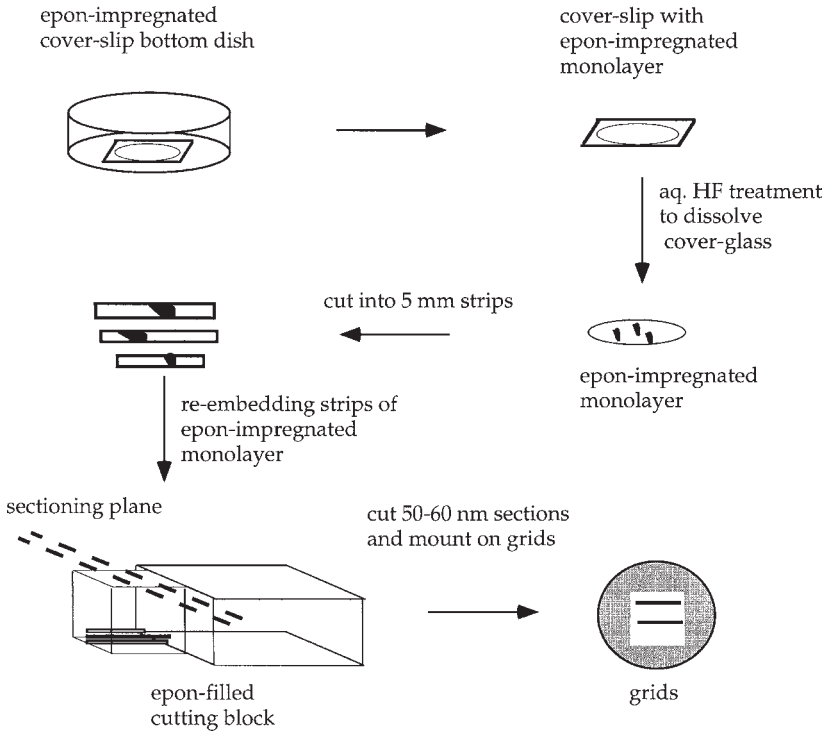 epon-impregnated
cover-slip bottom dish
cover-slip with
epon-impregnated
monolayer
aq. HF treatment
to dissolve
cover-glass
epon-impregnated
monolayer
cut into 5 mm strips
re-embedding strips of
epon-impregnated
monolayer
sectioning plane
epon-filled
cutting block
cut 50-60 nm sections
and mount on grids
grids